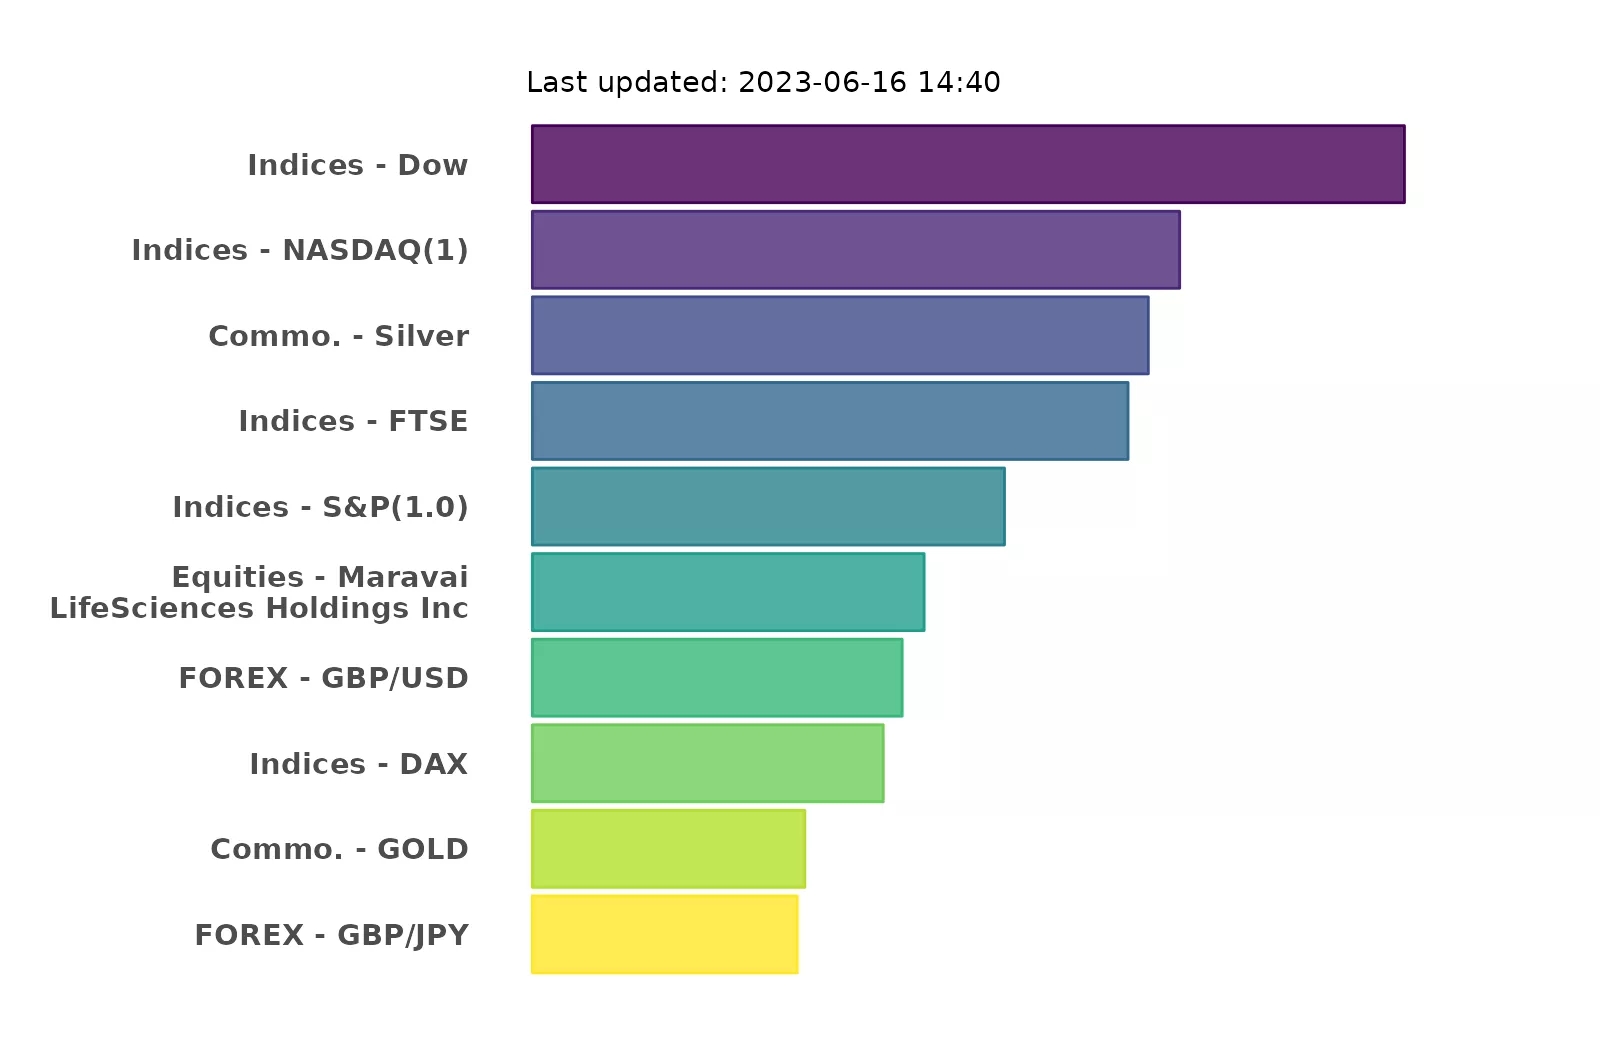 Last updated: 2023-06-16 14:40
Indices - Dow
Indices - NASDAQ(1)
Commo. - Silver
Indices - FTSE
Indices - S&P(1.0)
Equities - Maravai
LifeSciences Holdings Inc
FOREX - GBP/USD
Indices - DAX
Commo. - GOLD
FOREX - GBP/JPY